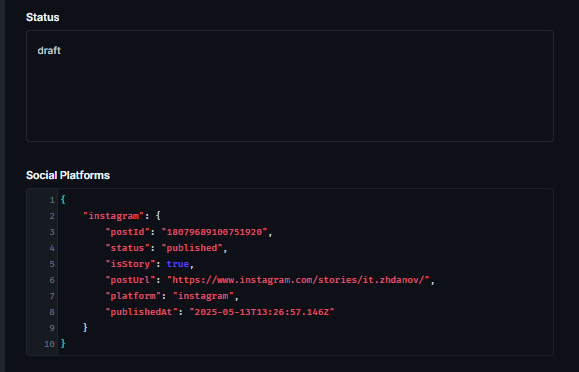 Status
draft
Social Platforms
1 {
2     "instagram": {
3         "postId": "18079689100751920",
4         "status": "published",
5         "isStory": true,
6         "postUrl": "https://www.instagram.com/stories/it.zhdanov/",
7         "platform": "instagram",
8         "publishedAt": "2025-05-13T13:26:57.146Z"
9     }
10 }